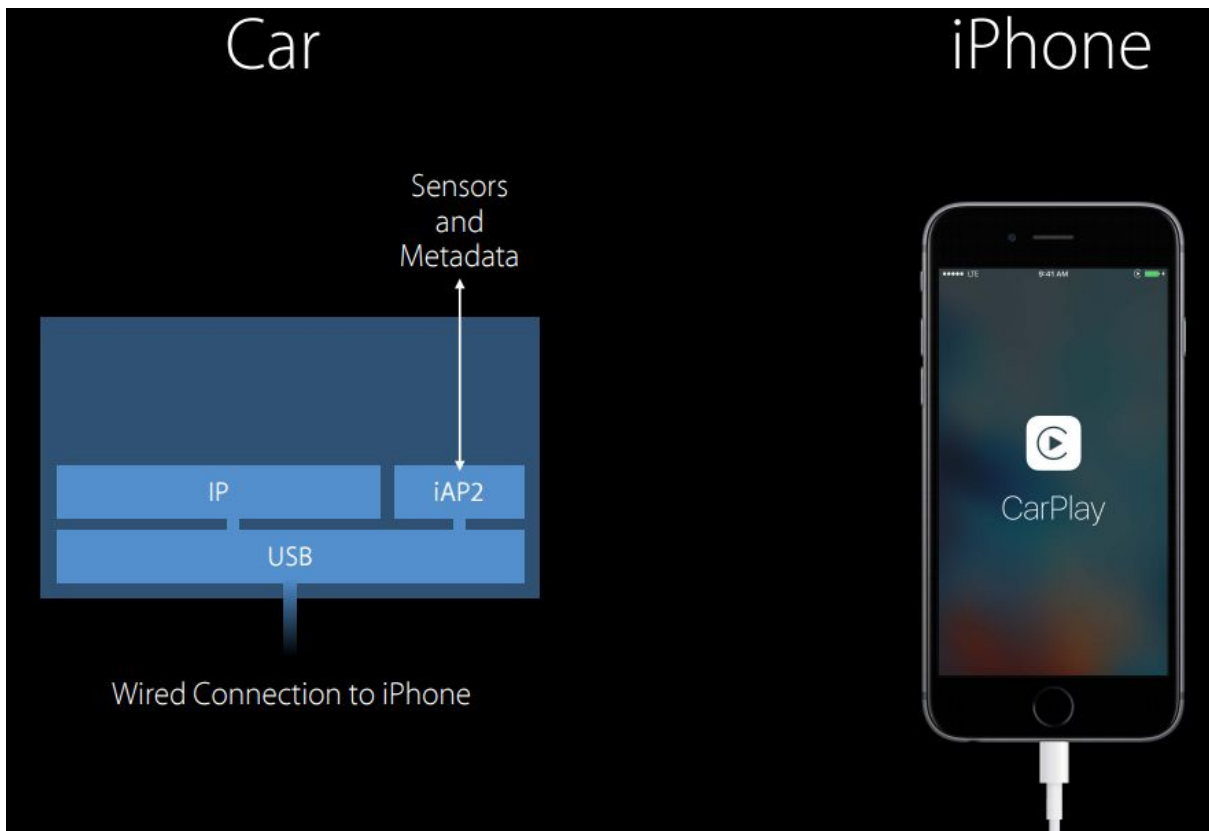 Car
iPhone
Sensors
and
Metadata
IP
iAP2
USB
Wired Connection to iPhone
LTE
9:41 AM
CarPlay